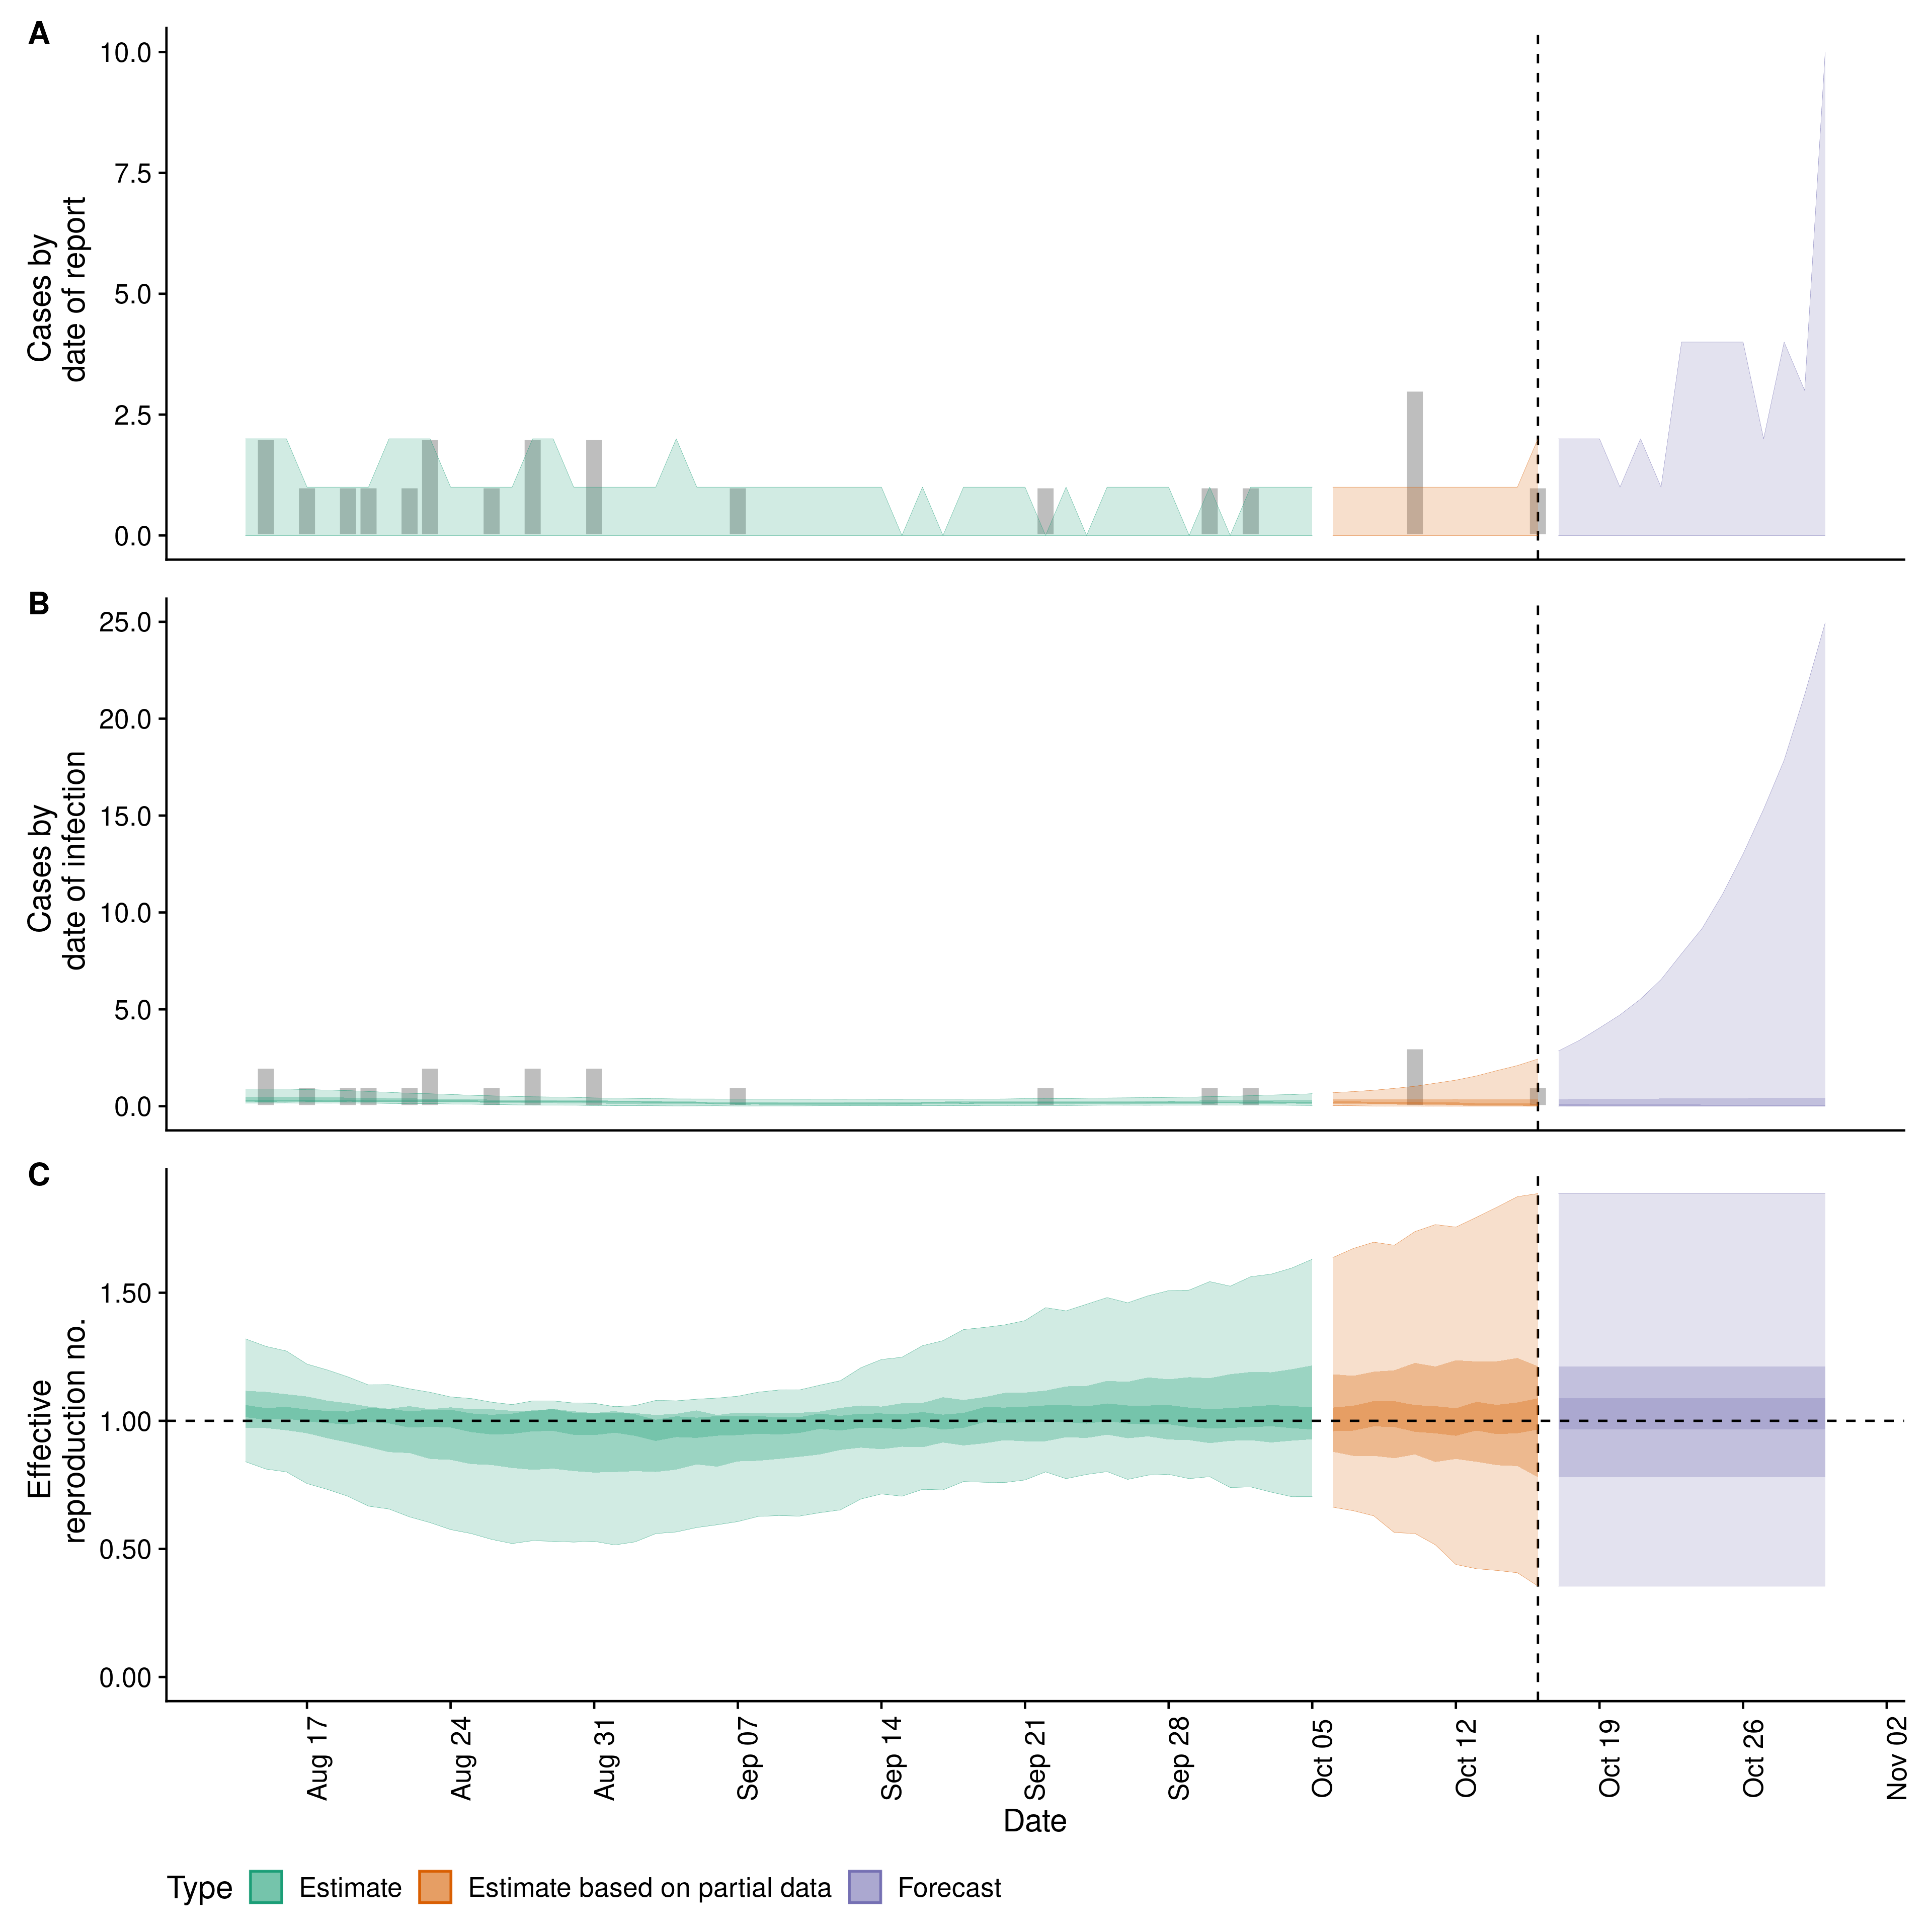 A
10.0
7.5
5.0
2.5
0.0
Cases by
date of report
B
25.0
20.0
15.0
10.0
5.0
0.0
Cases by
date of infection
C
1.50
1.00
0.50
0.00
Effective
reproduction no.
Aug 17
Aug 24
Aug 31
Sep 07
Sep 14
Sep 21
Sep 28
Oct 05
Oct 12
Oct 19
Oct 26
Nov 02
Date
Type
Estimate
Estimate based on partial data
Forecast